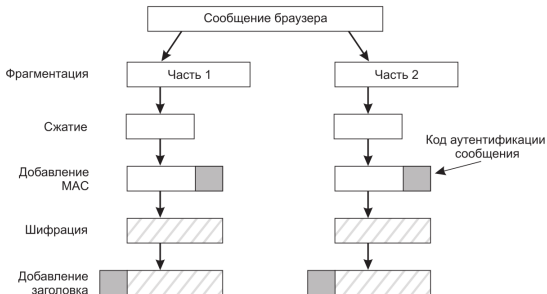 Сообщение браузера
Фрагментация
Часть 1
Часть 2
Сжатие
Код аутентификации
сообщения
Добавление
MAC
Шифрация
Добавление
заголовка